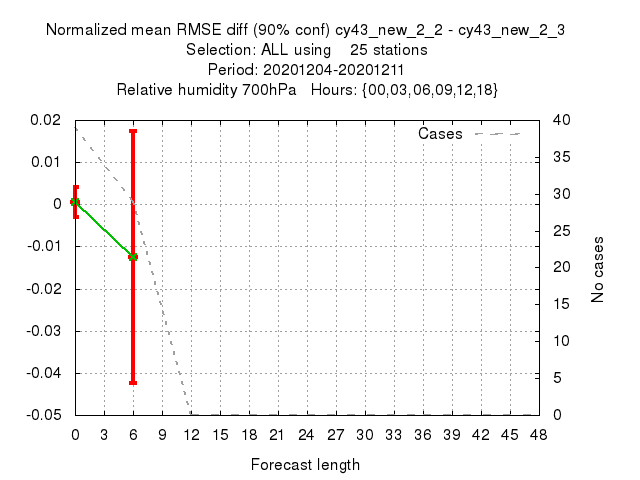 Normalized mean RMSE diff (90% conf) cy43_new_2_2 - cy43_new_2_3
Selection: ALL using 25 stations
Period: 20201204-20201211
Relative humidity 700hPa Hours: {00,03,06,09,12,18}
Cases
0.02
0.01
0
-0.01
-0.02
-0.03
-0.04
-0.05
40
35
30
25
20
15
10
5
0
No cases
0 3 6 9 12 15 18 21 24 27 30 33 36 39 42 45 48
Forecast length